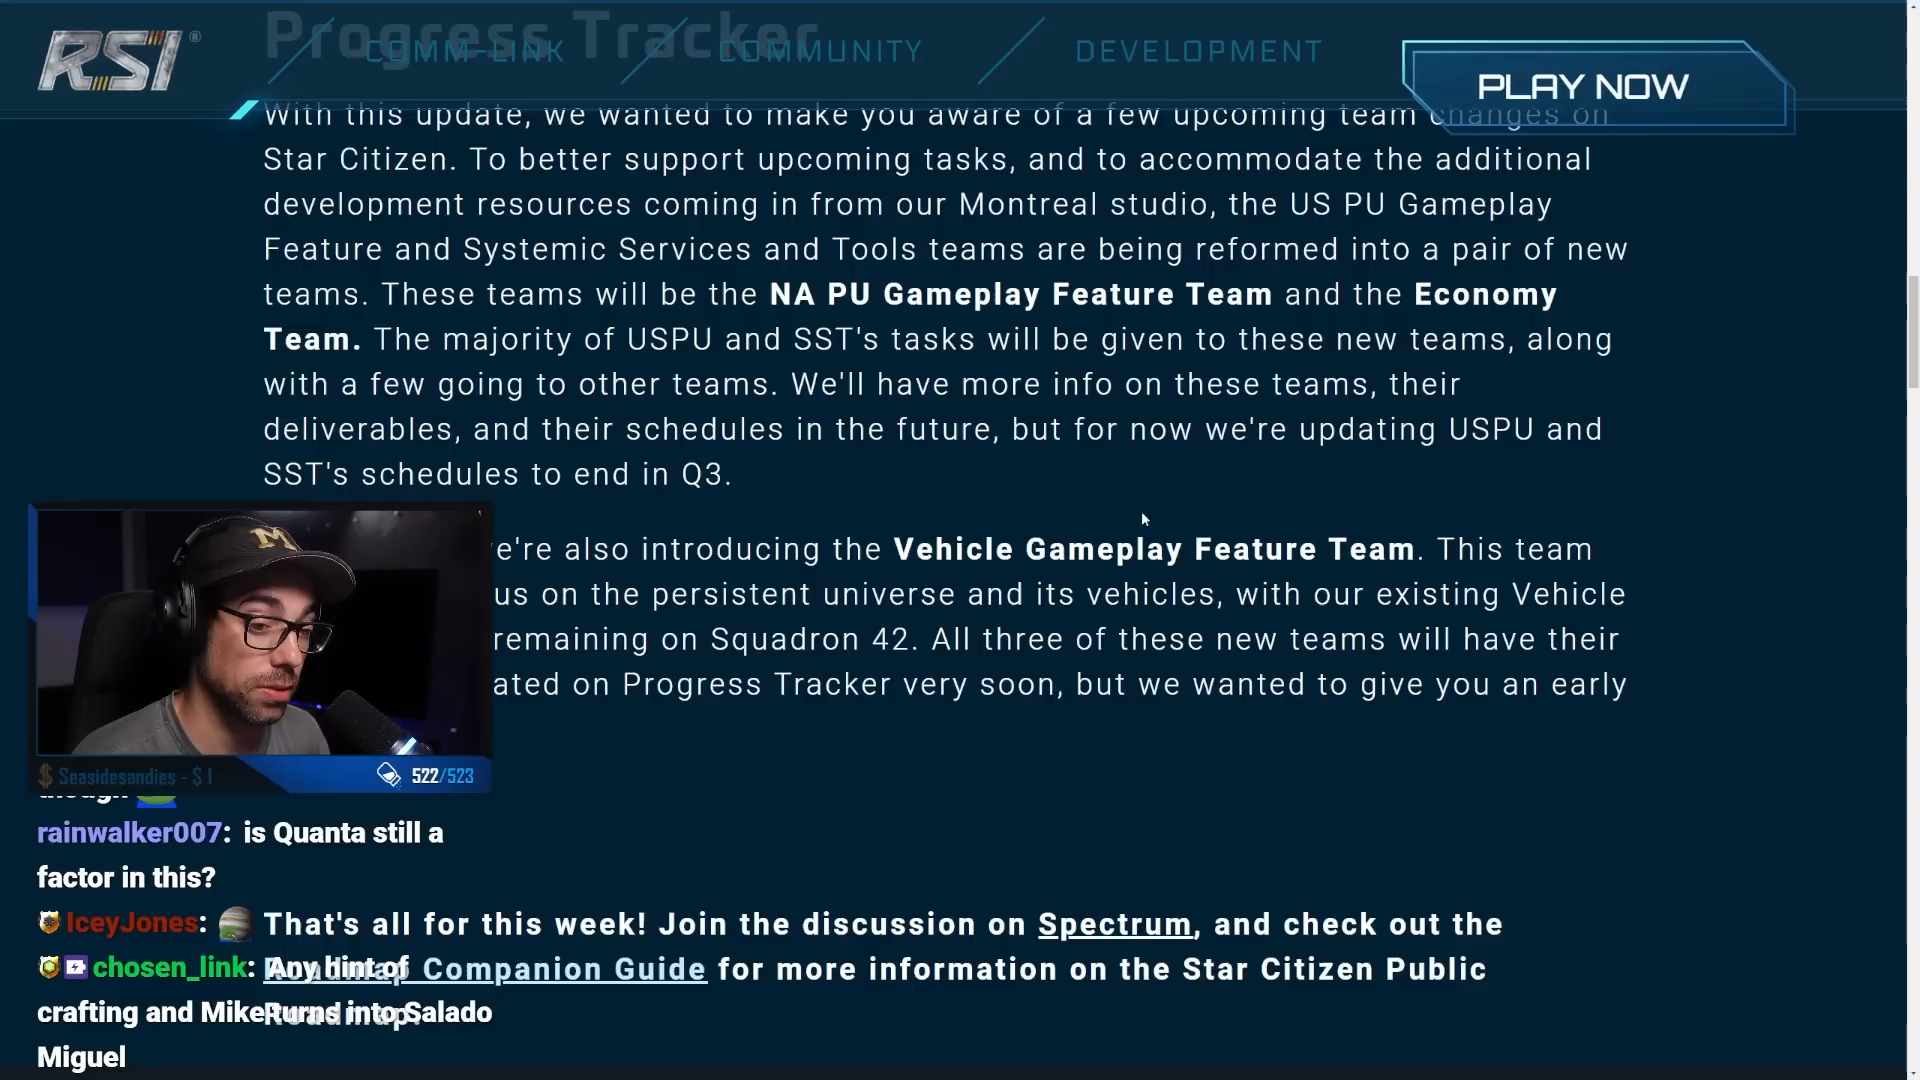 RSI®
Progress Tracker
COMM-LINK
COMMUNITY
DEVELOPMENT
PLAY NOW
With this update, we wanted to make you aware of a few upcoming team changes on
Star Citizen. To better support upcoming tasks, and to accommodate the additional
development resources coming in from our Montreal studio, the US PU Gameplay
Feature and Systemic Services and Tools teams are being reformed into a pair of new
teams. These teams will be the NA PU Gameplay Feature Team and the Economy
Team. The majority of USPU and SST's tasks will be given to these new teams, along
with a few going to other teams. We'll have more info on these teams, their
deliverables, and their schedules in the future, but for now we're updating USPU and
SST's schedules to end in Q3.
e're also introducing the Vehicle Gameplay Feature Team. This team
us on the persistent universe and its vehicles, with our existing Vehicle
remaining on Squadron 42. All three of these new teams will have their
ated on Progress Tracker very soon, but we wanted to give you an early
M
$ Seasidesandies - $1
522/523
though
rainwalker007: is Quanta still a
factor in this?
IceyJones:
chosen_link: Any hint of
crafting and Mike turns into Salado
Miguel
That's all for this week! Join the discussion on Spectrum, and check out the
Roadmap Companion Guide for more information on the Star Citizen Public
Roadmap.